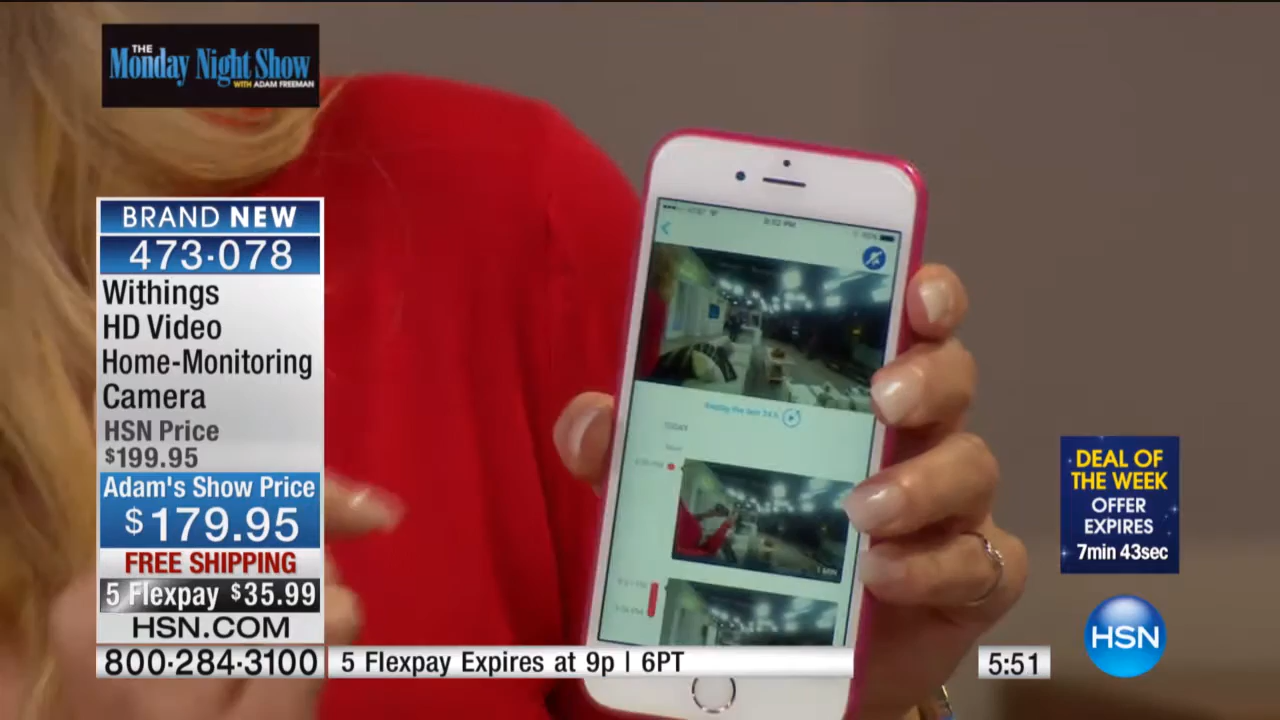 THE
Monday Night Show
WITH ADAM FREEMAN
BRAND NEW
473·078
Withings
HD Video
Home-Monitoring
Camera
HSN Price
$199.95
Adam's Show Price
$179.95
FREE SHIPPING
5 Flexpay $35.99
HSN.COM
800·284·3100
5 Flexpay Expires at 9p | 6PT
5:51
DEAL OF
THE WEEK
OFFER
EXPIRES
7min 43sec
HSN
TODAY